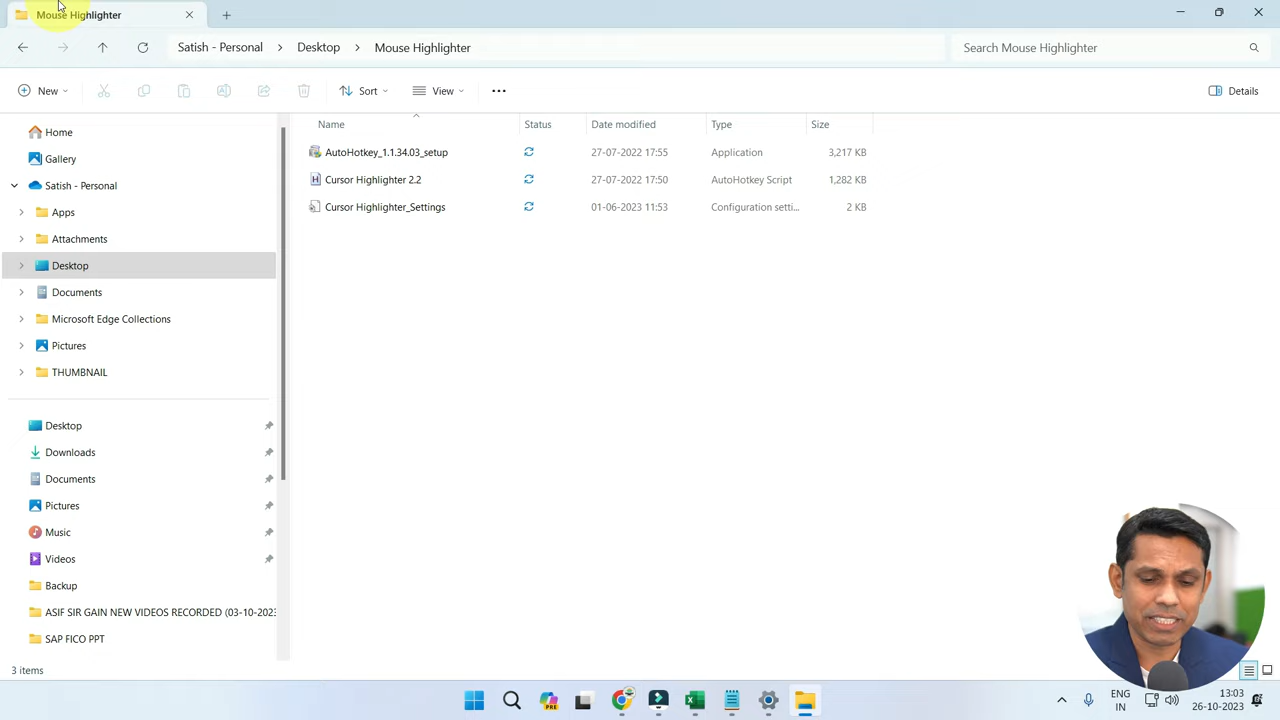 Mouse Highlighter
Satish - Personal > Desktop > Mouse Highlighter
Search Mouse Highlighter
New
Sort
View
Details
Name
Status
Date modified
Type
Size
AutoHotkey_1.1.34.03_setup
27-07-2022 17:55
Application
3,217 KB
Cursor Highlighter 2.2
27-07-2022 17:50
AutoHotkey Script
1,282 KB
Cursor Highlighter_Settings
01-06-2023 11:53
Configuration setti...
2 KB
Home
Gallery
Satish - Personal
Apps
Attachments
Desktop
Documents
Microsoft Edge Collections
Pictures
THUMBNAIL
Desktop
Downloads
Documents
Pictures
Music
Videos
Backup
ASIF SIR GAIN NEW VIDEOS RECORDED (03-10-2023
SAP FICO PPT
3 items
PRE
ENG
IN
13:03
26-10-2023